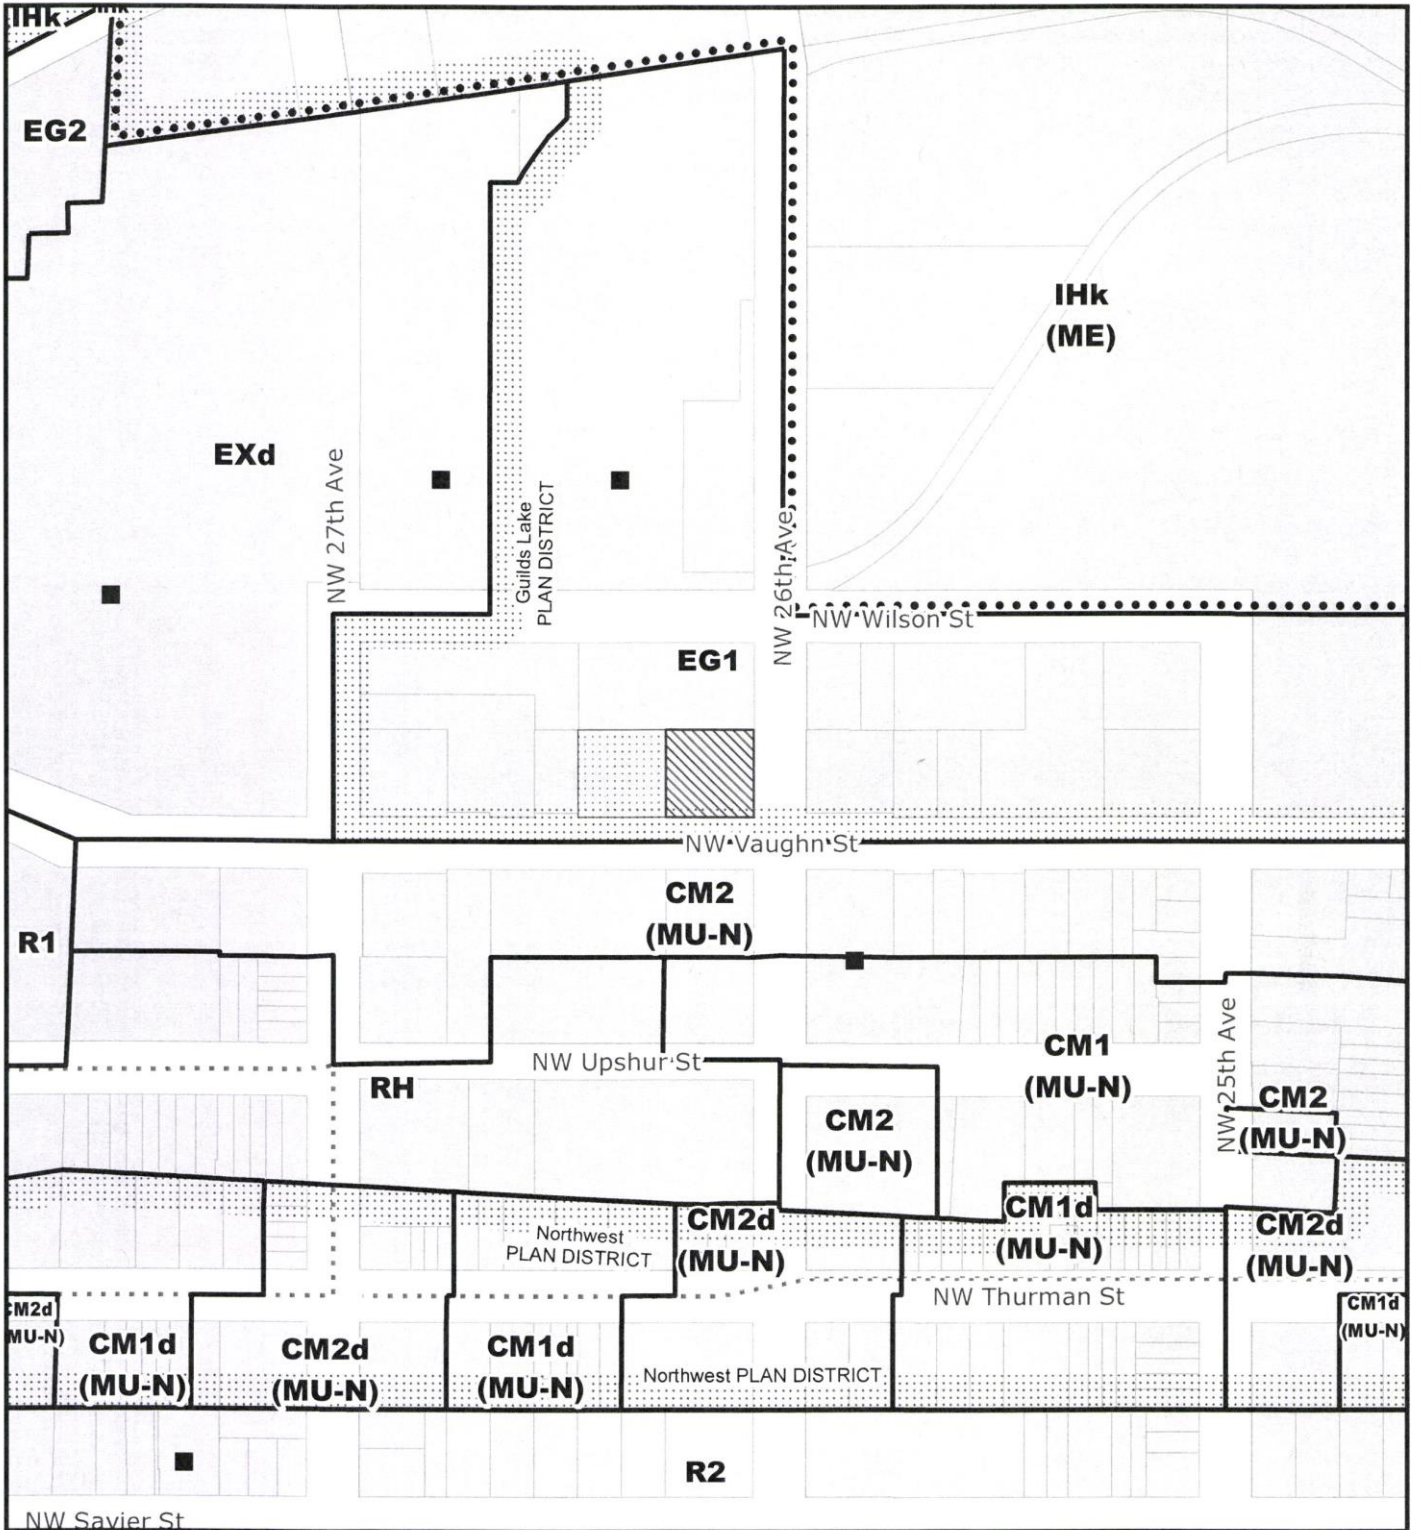 IHk
IHk
EG2
IHk
(ME)
EXd
NW 27th Ave
Guilds Lake
PLAN DISTRICT
NW 26th Ave
NW Wilson St
EG1
NW Vaughn St
CM2
(MU-N)
R1
NW Upshur St
CM1
(MU-N)
NW 25th Ave
RH
CM2
(MU-N)
CM2
(MU-N)
CM2d
(MU-N)
CM1d
(MU-N)
CM2d
(MU-N)
Northwest
PLAN DISTRICT
NW Thurman St
CM2d
(MU-N)
CM1d
(MU-N)
CM2d
(MU-N)
CM1d
(MU-N)
Northwest PLAN DISTRICT
CM1d
(MU-N)
R2
NW Savier St